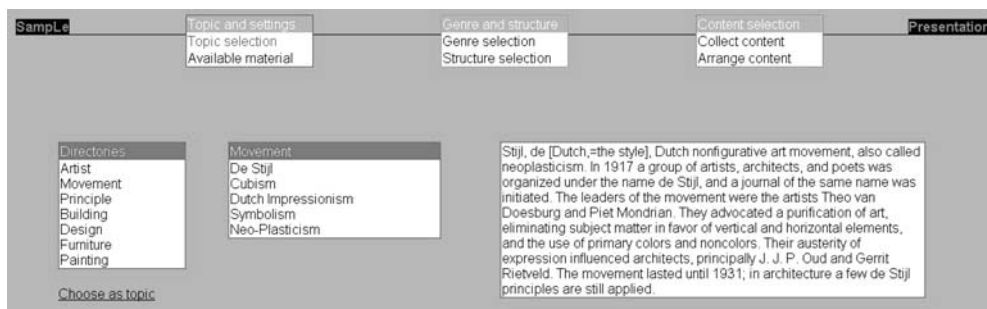 SampLe
Topic and settings
Topic selection
Available material
Genre and structure
Genre selection
Structure selection
Content selection
Collect content
Arrange content
Presentation
Directories
Artist
Movement
Principle
Building
Design
Furniture
Painting
Choose as topic
Movement
De Stijl
Cubism
Dutch Impressionism
Symbolism
Neo-Plasticism
Stijl, de [Dutch,=the style], Dutch nonfigurative art movement, also called
neoplasticism. In 1917 a group of artists, architects, and poets was
organized under the name de Stijl, and a journal of the same name was
initiated. The leaders of the movement were the artists Theo van
Doesburg and Piet Mondrian. They advocated a purification of art,
eliminating subject matter in favor of vertical and horizontal elements,
and the use of primary colors and noncolors. Their austerity of
expression influenced architects, principally J. J. P. Oud and Gerrit
Rietveld. The movement lasted until 1931; in architecture a few de Stijl
principles are still applied.